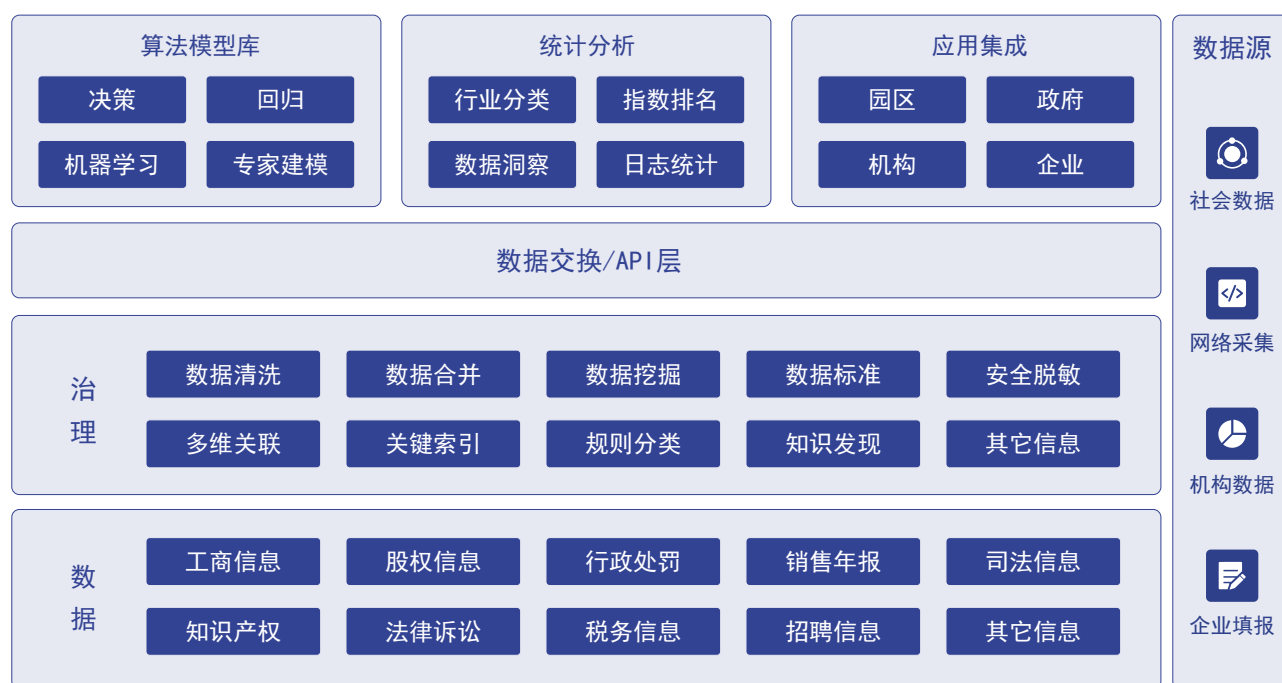 算法模型库
决策
回归
机器学习
专家建模
统计分析
行业分类
指数排名
数据洞察
日志统计
应用集成
园区
政府
机构
企业
数据交换/API层
治理
数据清洗
数据合并
数据挖掘
数据标准
安全脱敏
多维关联
关键索引
规则分类
知识发现
其它信息
数据
工商信息
股权信息
行政处罚
销售年报
司法信息
知识产权
法律诉讼
税务信息
招聘信息
其它信息
数据源
社会数据
</>
网络采集
机构数据
企业填报